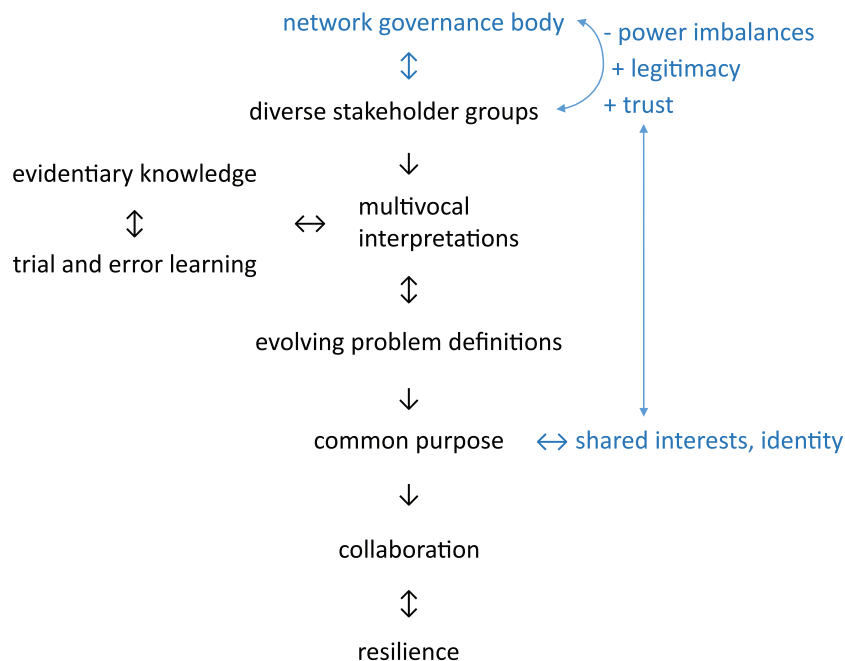 network governance body
- power imbalances
+ legitimacy
+ trust
diverse stakeholder groups
evidentiary knowledge
trial and error learning
multivocal
interpretations
evolving problem definitions
common purpose
shared interests, identity
collaboration
resilience